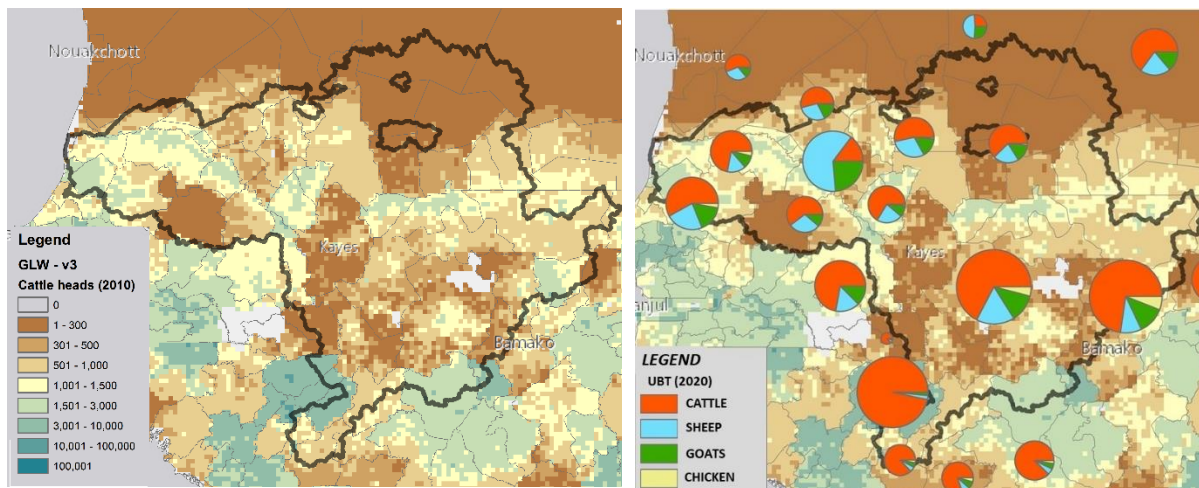 Nouakchott
Kayes
Bamako
Legend
GLW - v3
Cattle heads (2010)
0
1 - 300
301 - 500
501 - 1,000
1,001 - 1,500
1,501 - 3,000
3,001 - 10,000
10,001 - 100,000
100,001
Nouakchott
Kayes
anjul
Bamako
LEGEND
UBT (2020)
CATTLE
SHEEP
GOATS
CHICKEN